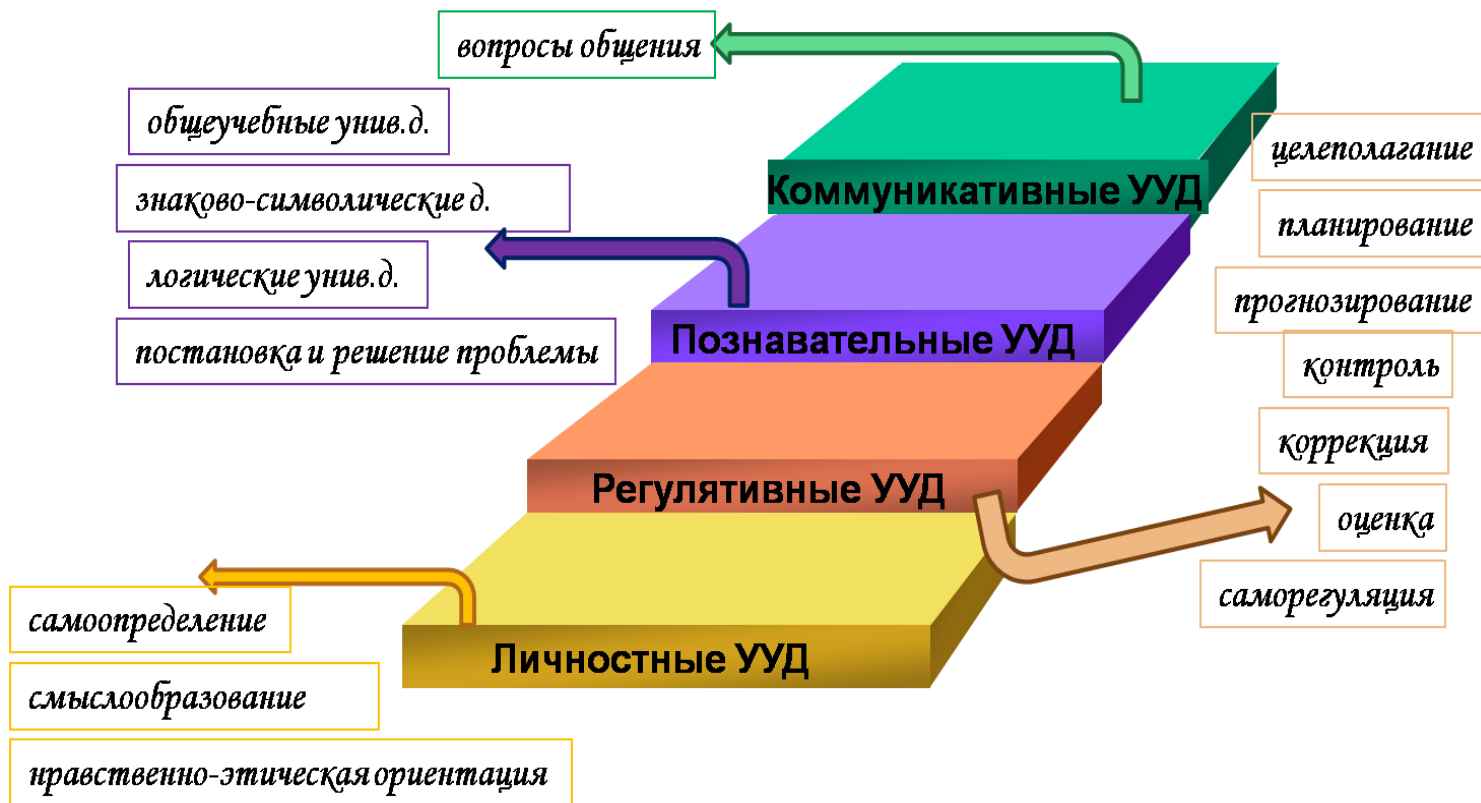 вопросы общения
общеучебные унив.д.
знаково-символические д.
логические унив.д.
постановка и решение проблемы
Коммуникативные УУД
Познавательные УУД
Регулятивные УУД
Личностные УУД
целеполагание
планирование
прогнозирование
контроль
коррекция
оценка
саморегуляция
самоопределение
смыслообразование
нравственно-этическая ориентация